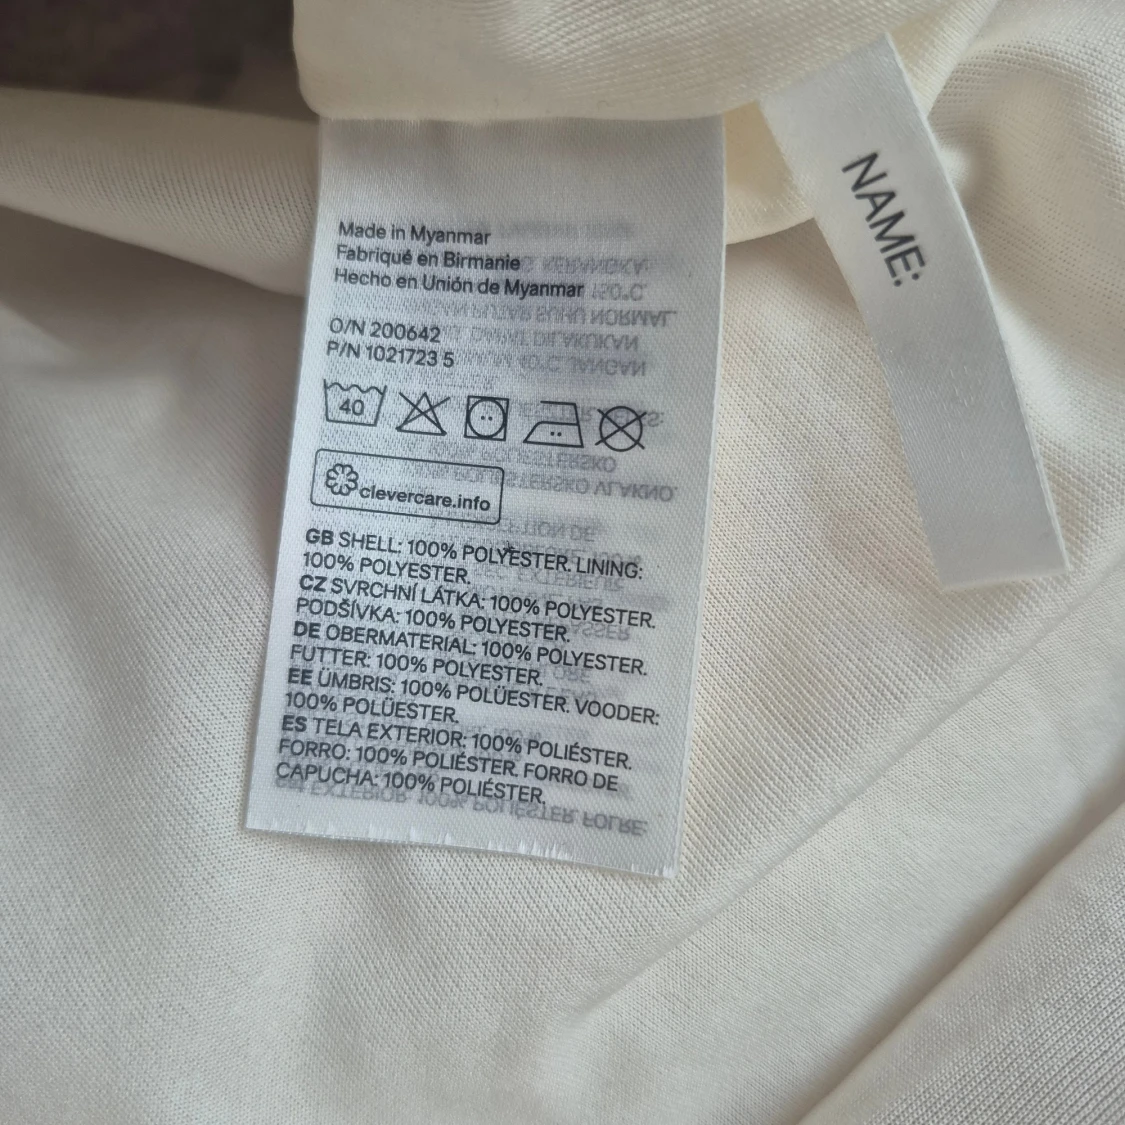 Made in Myanmar
Fabriqué en Birmanie
Hecho en Unión de Myanmar
O/N 200642
P/N 1021723 5
40
clevercare.info
GB SHELL: 100% POLYESTER. LINING:
100% POLYESTER.
CZ SVRCHNÍ LÁTKA: 100% POLYESTER.
PODŠÍVKA: 100% POLYESTER.
DE OBERMATERIAL: 100% POLYESTER.
FUTTER: 100% POLYESTER.
EE ÜMBRIS: 100% POLÜESTER. VOODER:
100% POLÜESTER.
ES TELA EXTERIOR: 100% POLIÉSTER.
FORRO: 100% POLIÉSTER. FORRO DE
CAPUCHA: 100% POLIÉSTER.
NAME: